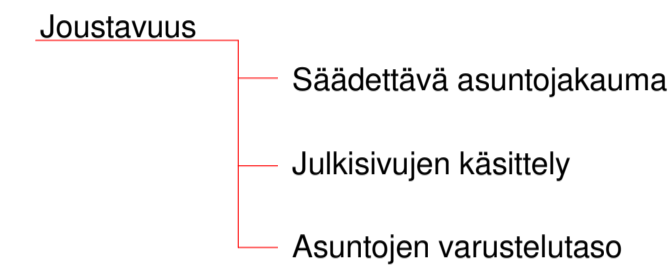 Joustavuus
Säädettävä asuntojakauma
Julkisivujen käsittely
Asuntojen varustelutaso